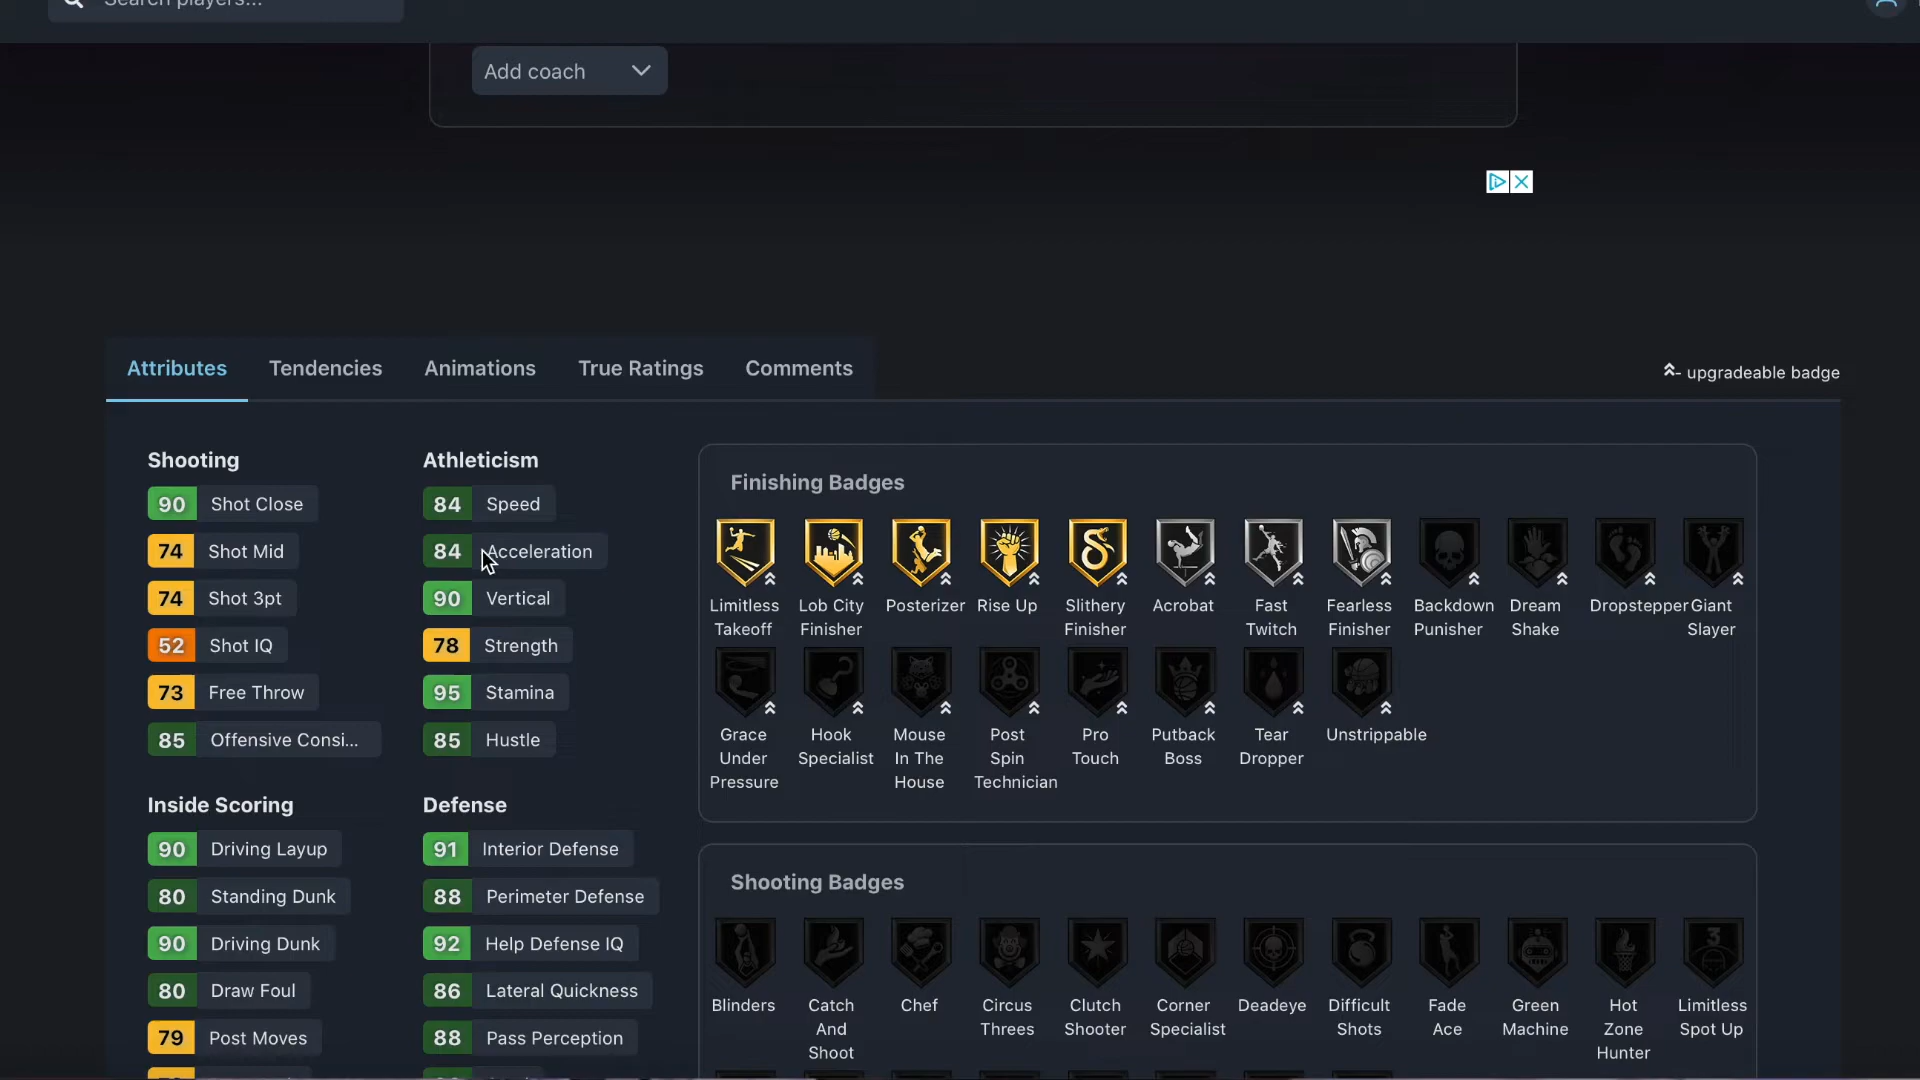 Search players...
Add coach
Attributes Tendencies Animations True Ratings Comments
- upgradeable badge
Shooting
90 Shot Close
74 Shot Mid
74 Shot 3pt
52 Shot IQ
73 Free Throw
85 Offensive Consi...
Inside Scoring
90 Driving Layup
80 Standing Dunk
90 Driving Dunk
80 Draw Foul
79 Post Moves
Athleticism
84 Speed
84 Acceleration
90 Vertical
78 Strength
95 Stamina
85 Hustle
Defense
91 Interior Defense
88 Perimeter Defense
92 Help Defense IQ
86 Lateral Quickness
88 Pass Perception
Finishing Badges
Limitless Takeoff
Lob City Finisher
Posterizer
Rise Up
Slithery Finisher
Acrobat
Fast Twitch
Fearless Finisher
Backdown Punisher
Dream Shake
Dropstepper
Giant Slayer
Grace Under Pressure
Hook Specialist
Mouse In The House
Post Spin Technician
Pro Touch
Putback Boss
Tear Dropper
Unstrippable
Shooting Badges
Blinders
Catch And Shoot
Chef
Circus Threes
Clutch Shooter
Corner Specialist
Deadeye
Difficult Shots
Fade Ace
Green Machine
Hot Zone Hunter
3
Limitless Spot Up